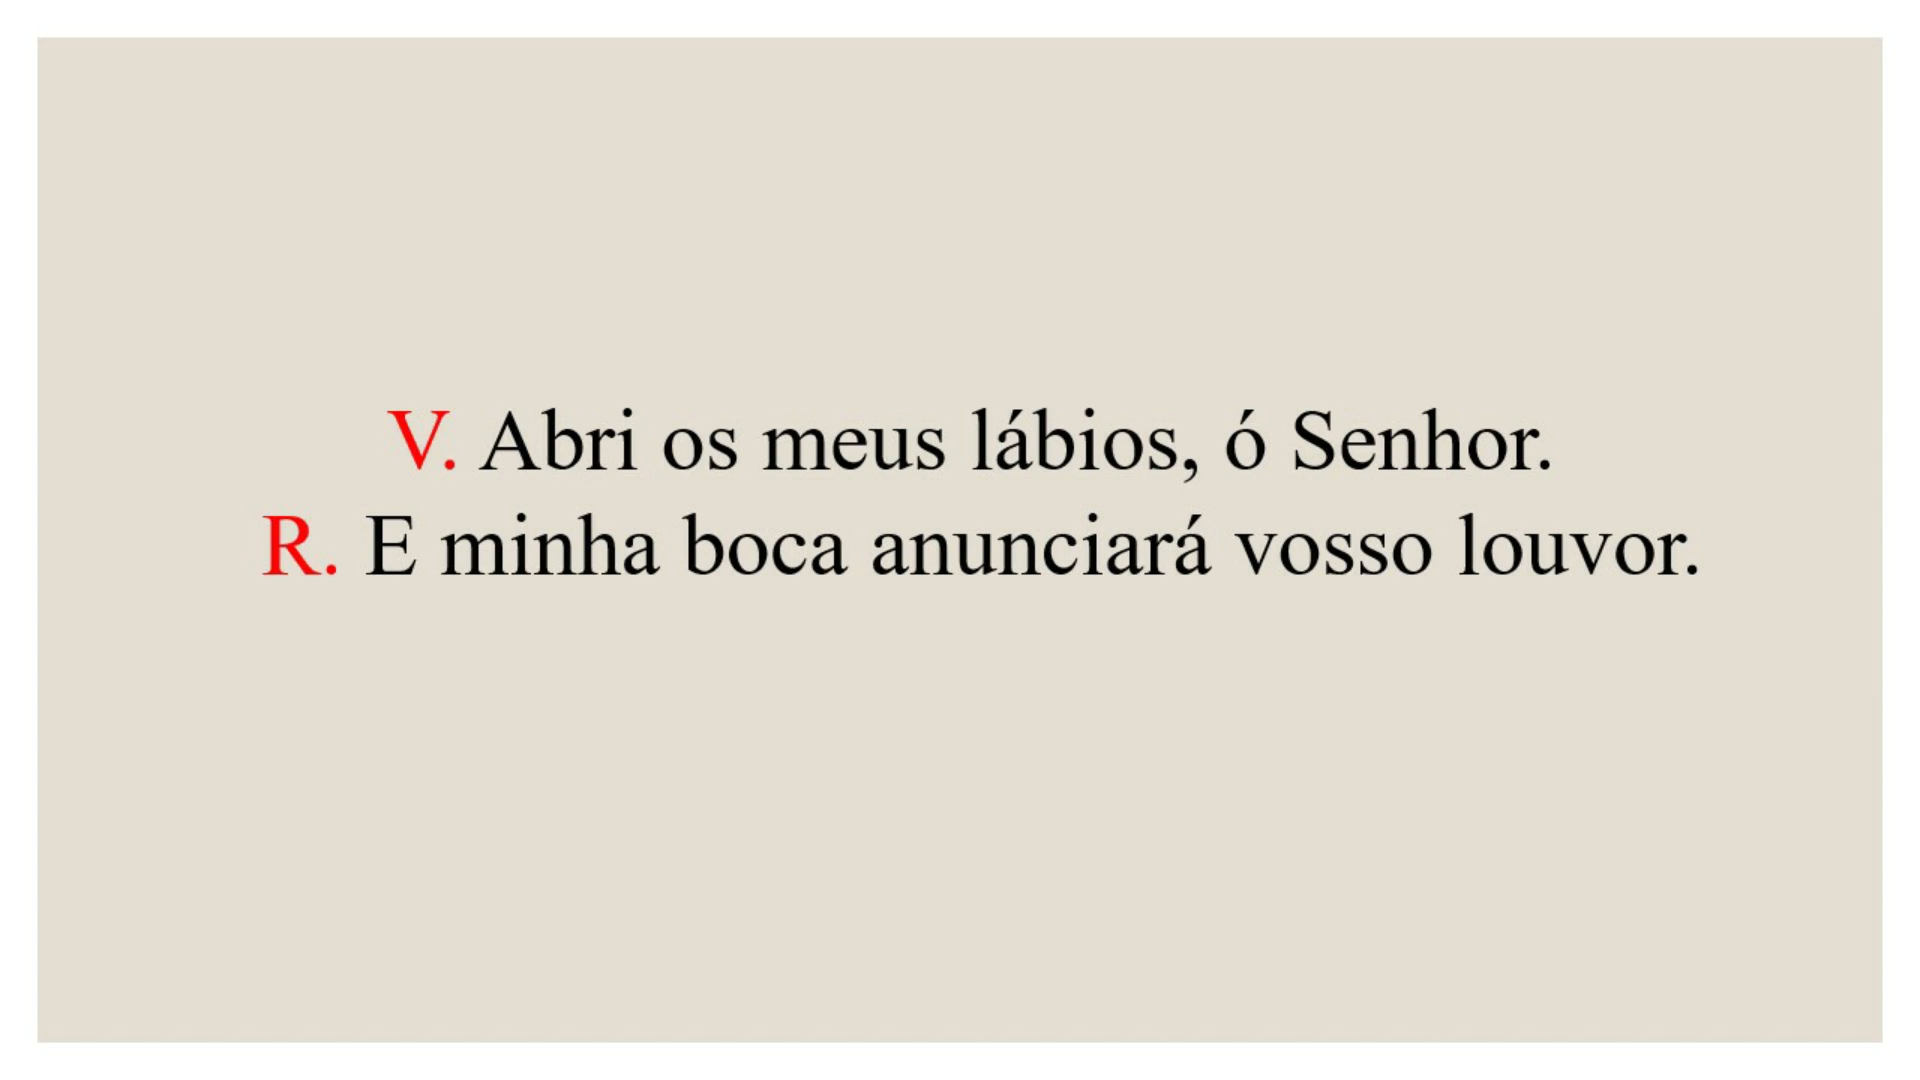 V. Abri os meus lábios, ó Senhor.
R. E minha boca anunciará vosso louvor.